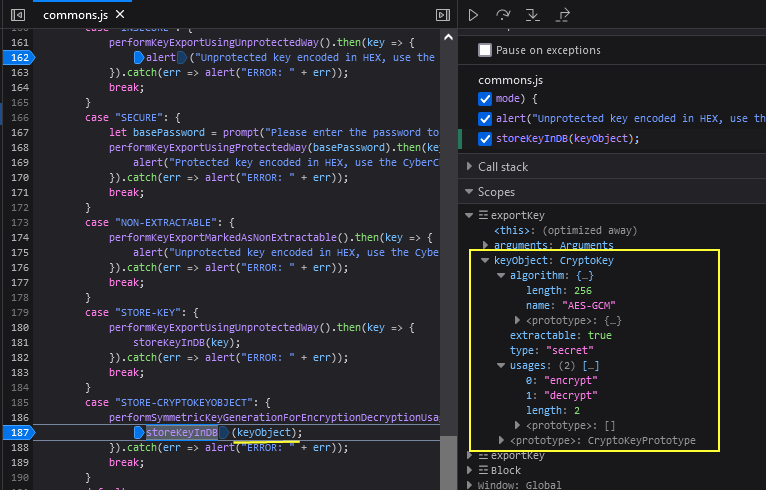 commons.js
160 case "INSECURE": {
161 performKeyExportUsingUnprotectedWay().then(key => {
162 alert ("Unprotected key encoded in HEX, use the
163 }).catch(err => alert("ERROR: " + err));
164 break;
165 }
166 case "SECURE": {
167 let basePassword = prompt("Please enter the password to
168 performKeyExportUsingProtectedWay(basePassword).then(key
169 alert("Protected key encoded in HEX, use the CyberCh
170 }).catch(err => alert("ERROR: " + err));
171 break;
172 }
173 case "NON-EXTRACTABLE": {
174 performKeyExportMarkedAsNonExtractable().then(key => {
175 alert("Unprotected key encoded in HEX, use the Cyber
176 }).catch(err => alert("ERROR: " + err));
177 break;
178 }
179 case "STORE-KEY": {
180 performKeyExportUsingUnprotectedWay().then(key => {
181 storeKeyInDB(key);
182 }).catch(err => alert("ERROR: " + err));
183 break;
184 }
185 case "STORE-CRYPTOKEYOBJECT": {
186 performSymmetricKeyGenerationForEncryptionDecryptionUsa
187 storeKeyInDB (keyObject);
188 }).catch(err => alert("ERROR: " + err));
189 break;
190 }
Pause on exceptions
commons.js
mode) {
alert("Unprotected key encoded in HEX, use th
storeKeyInDB(keyObject);
Call stack
Scopes
exportKey
<this>: (optimized away)
arguments: Arguments
keyObject: CryptoKey
algorithm: {…}
length: 256
name: "AES-GCM"
<prototype>: {…}
extractable: true
type: "secret"
usages: (2) […]
0: "encrypt"
1: "decrypt"
length: 2
<prototype>: []
<prototype>: CryptoKeyPrototype
exportKey
Block
Window: Global